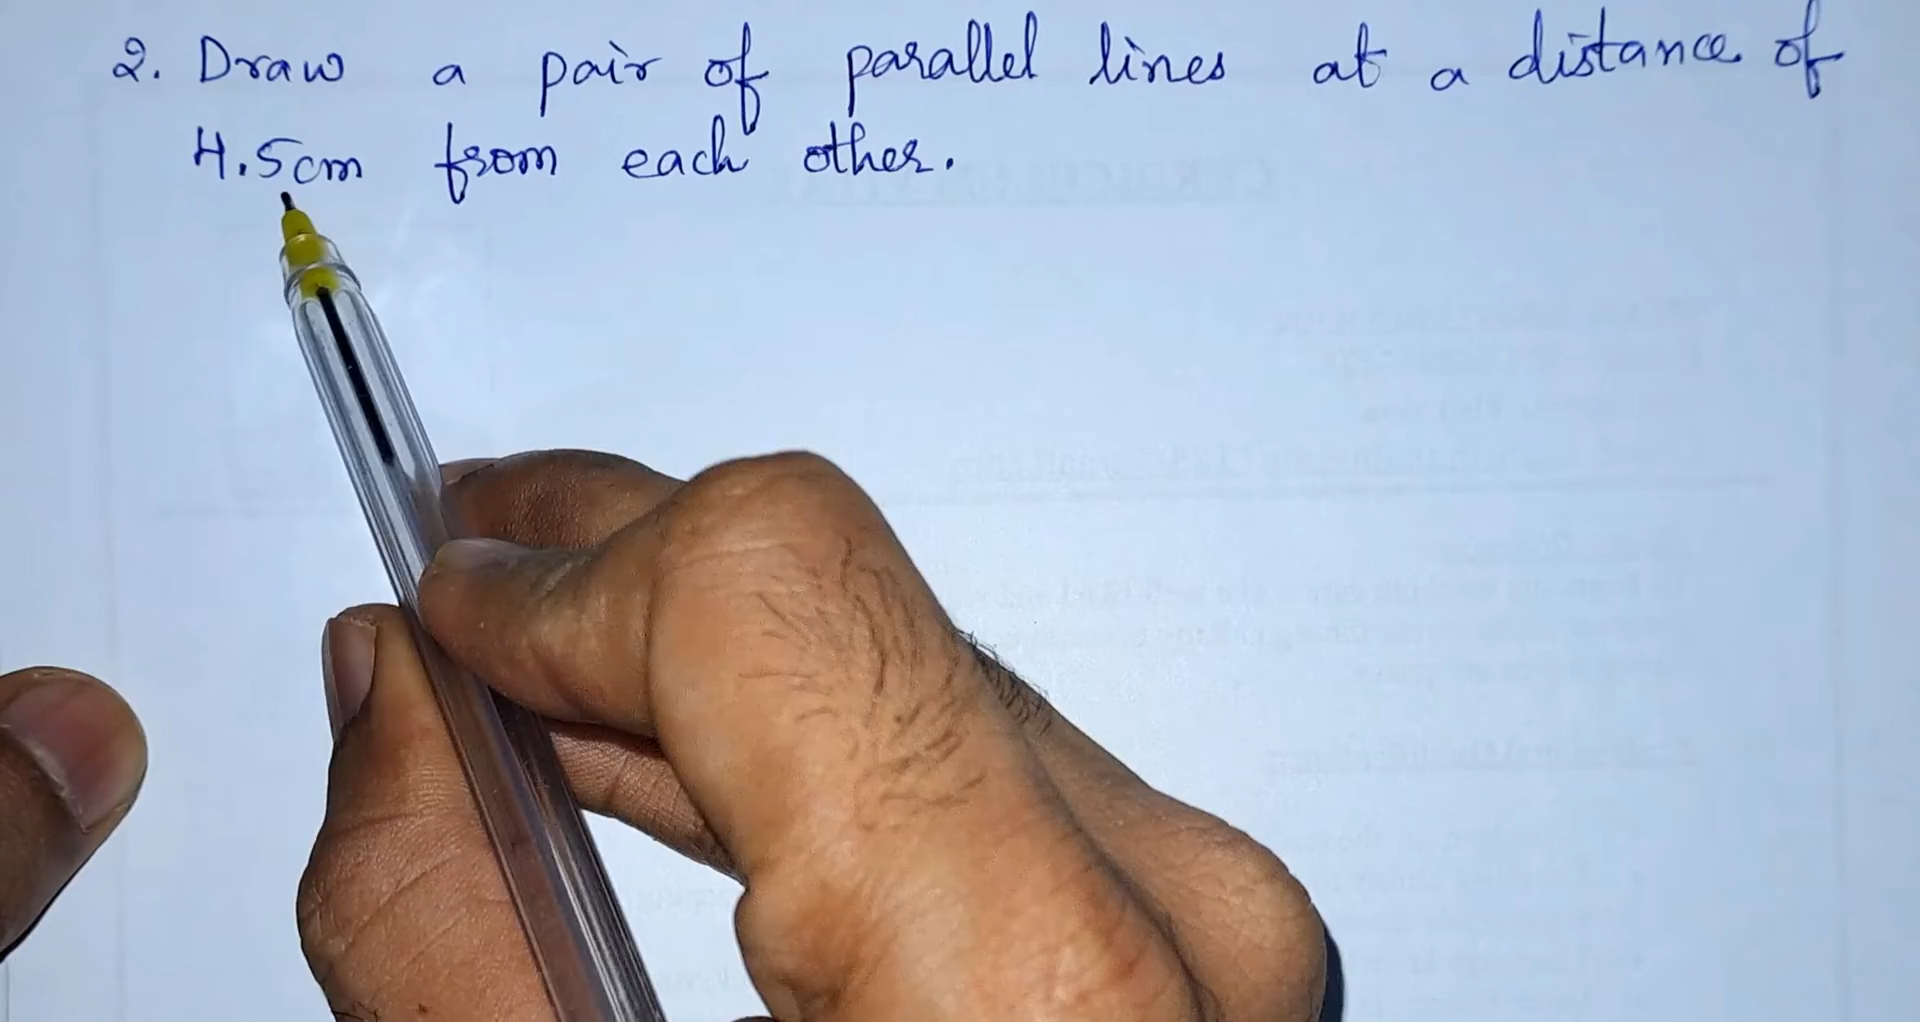 2. Draw a pair of parallel lines at a distance of
4.5cm from each other.